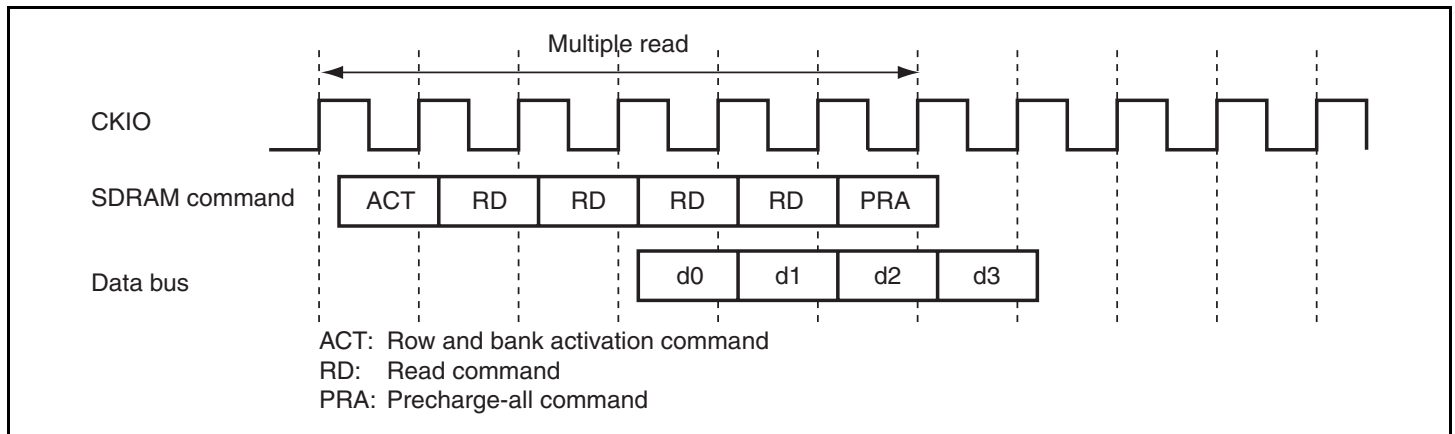 Multiple read
CKIO
SDRAM command ACT RD RD RD RD PRA
Data bus d0 d1 d2 d3
ACT: Row and bank activation command
RD: Read command
PRA: Precharge-all command